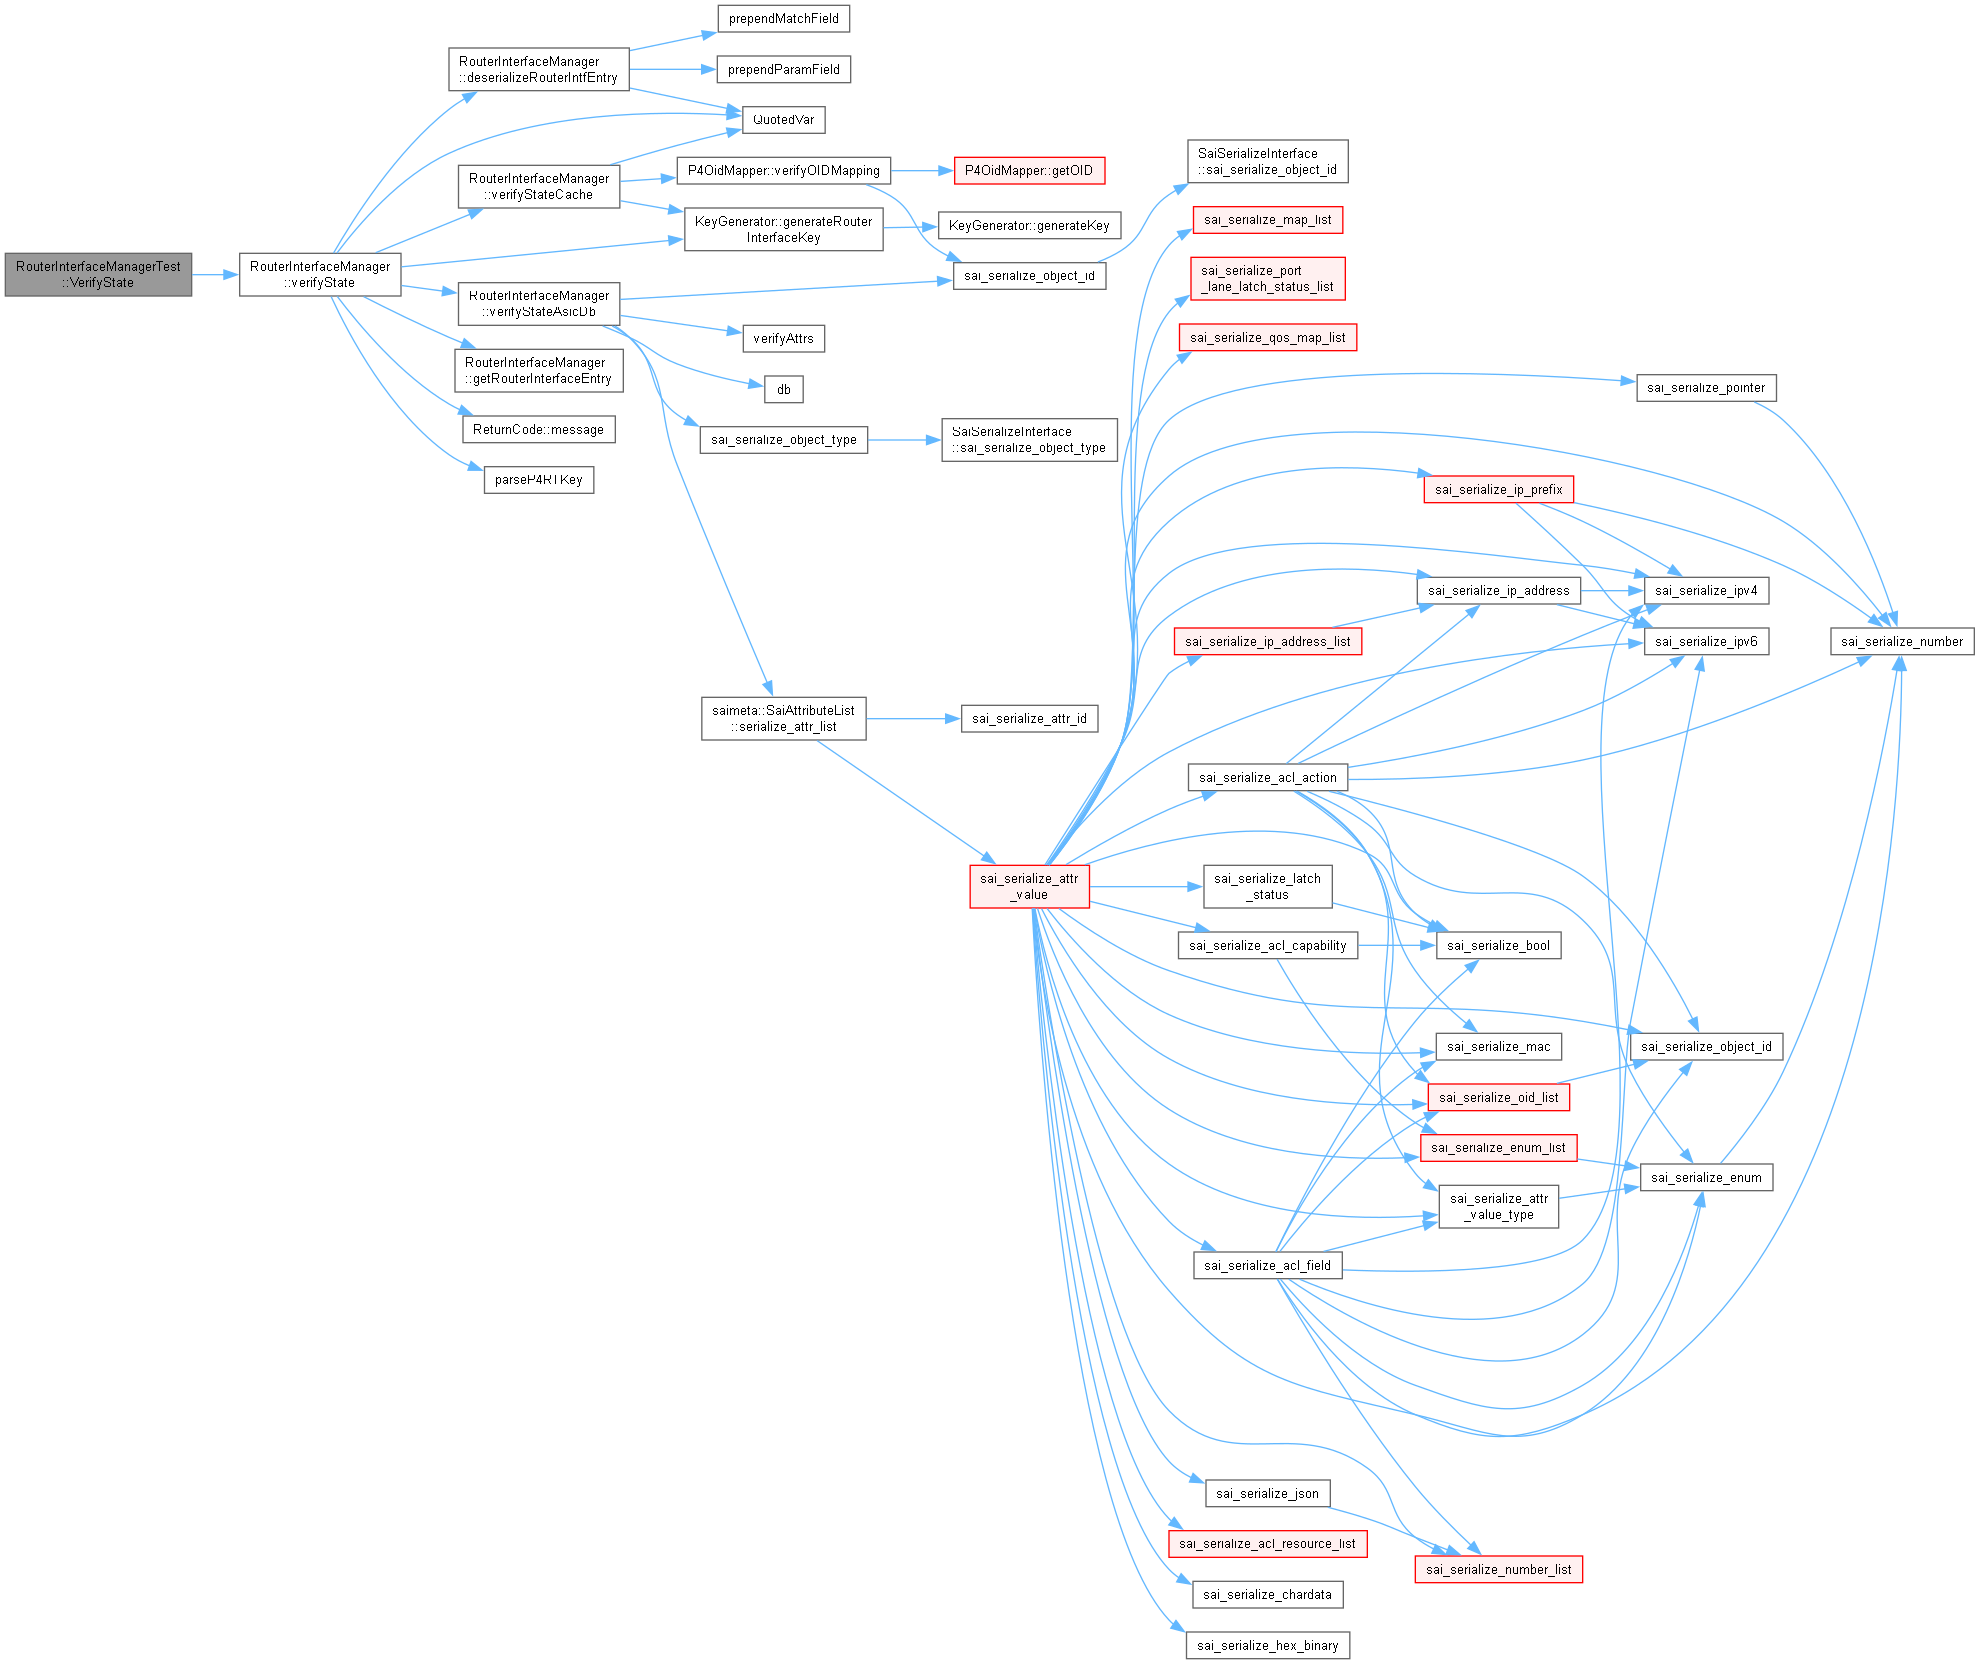 prependMatchField
RouterInterfaceManager
::deserializeRouterIntfEntry
prependParamField
QuotedVar
SaiSerializeInterface
::sai_serialize_object_id
P4OidMapper::verifyOIDMapping
P4OidMapper::getOID
RouterInterfaceManager
::verifyStateCache
sai_serialize_map_list
KeyGenerator::generateRouter
InterfaceKey
KeyGenerator::generateKey
RouterInterfaceManagerTest
::VerifyState
RouterInterfaceManager
::verifyState
sai_serialize_object_id
sai_serialize_port
_lane_latch_status_list
RouterInterfaceManager
::verifyStateAsicDb
verifyAttrs
sai_serialize_qos_map_list
RouterInterfaceManager
::getRouterInterfaceEntry
db
sai_serialize_pointer
ReturnCode::message
sai_serialize_object_type
SaiSerializeInterface
::sai_serialize_object_type
parseP4RTKey
sai_serialize_ip_prefix
sai_serialize_ip_address
sai_serialize_ipv4
sai_serialize_ip_address_list
sai_serialize_ipv6
sai_serialize_number
saimeta::SaiAttributeList
::serialize_attr_list
sai_serialize_attr_id
sai_serialize_acl_action
sai_serialize_attr
_value
sai_serialize_latch
_status
sai_serialize_acl_capability
sai_serialize_bool
sai_serialize_mac
sai_serialize_object_id
sai_serialize_oid_list
sai_serialize_enum_list
sai_serialize_enum
sai_serialize_attr
_value_type
sai_serialize_acl_field
sai_serialize_json
sai_serialize_acl_resource_list
sai_serialize_number_list
sai_serialize_chardata
sai_serialize_hex_binary